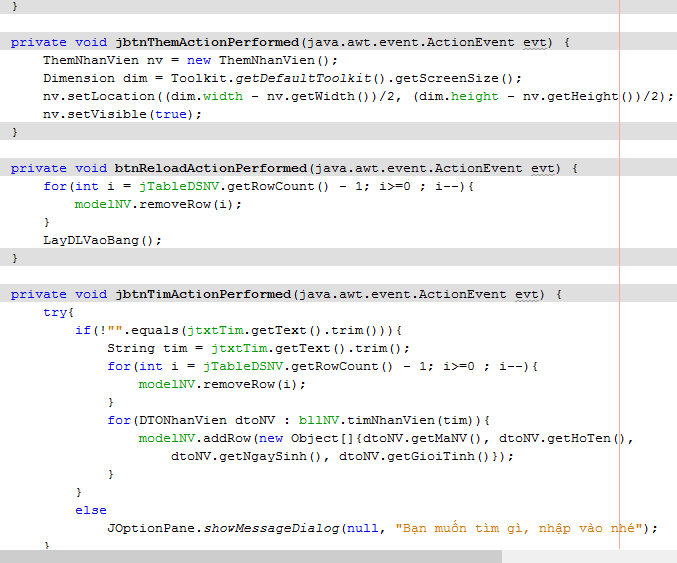 }
private void jbtnThemActionPerformed(java.awt.event.ActionEvent evt) {
    ThemNhanVien nv = new ThemNhanVien();
    Dimension dim = Toolkit.getDefaultToolkit().getScreenSize();
    nv.setLocation((dim.width - nv.getWidth())/2, (dim.height - nv.getHeight())/2);
    nv.setVisible(true);
}
private void btnReloadActionPerformed(java.awt.event.ActionEvent evt) {
    for(int i = jTableDSNV.getRowCount() - 1; i>=0 ; i--){
        modelNV.removeRow(i);
    }
    LayDLVaoBang();
}
private void jbtnTimActionPerformed(java.awt.event.ActionEvent evt) {
    try{
        if(!"".equals(jtxtTim.getText().trim())){
            String tim = jtxtTim.getText().trim();
            for(int i = jTableDSNV.getRowCount() - 1; i>=0 ; i--){
                modelNV.removeRow(i);
            }
            for(DTONhanVien dtoNV : bllNV.timNhanVien(tim)){
                modelNV.addRow(new Object[]{dtoNV.getMaNV(), dtoNV.getHoTen(),
                    dtoNV.getNgaySinh(), dtoNV.getGioiTinh()});
            }
        }
        else
            JOptionPane.showMessageDialog(null, "Bạn muốn tìm gì, nhập vào nhé");
    }